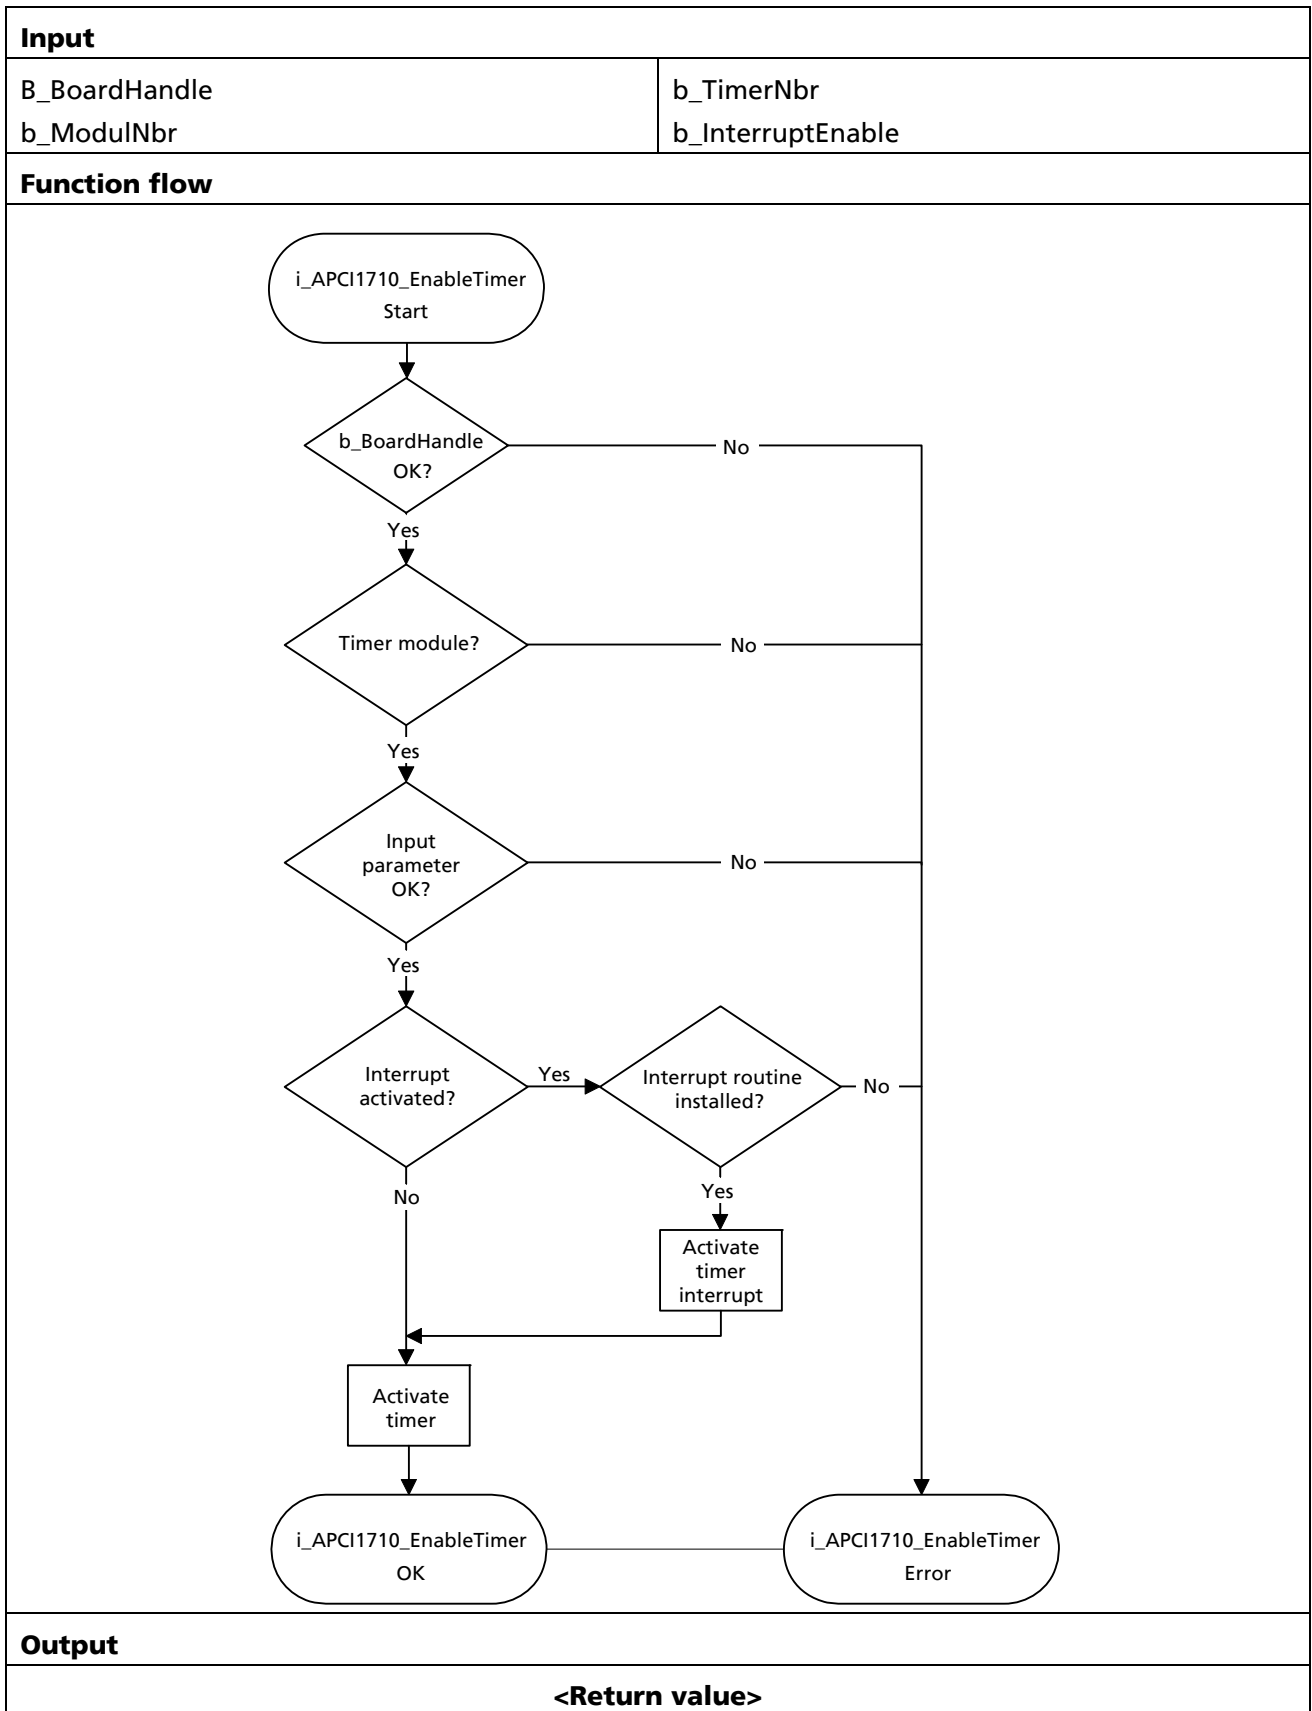 Input
B_BoardHandle
b_ModulNbr
b_TimerNbr
b_InterruptEnable
Function flow
i_APCI1710_EnableTimer
Start
b_BoardHandle
OK?
No
Yes
Timer module?
No
Yes
Input
parameter
OK?
No
Yes
Interrupt
activated?
Yes
Interrupt routine
installed?
No
No
Yes
Activate
timer
interrupt
Activate
timer
i_APCI1710_EnableTimer
OK
i_APCI1710_EnableTimer
Error
Output
<Return value>